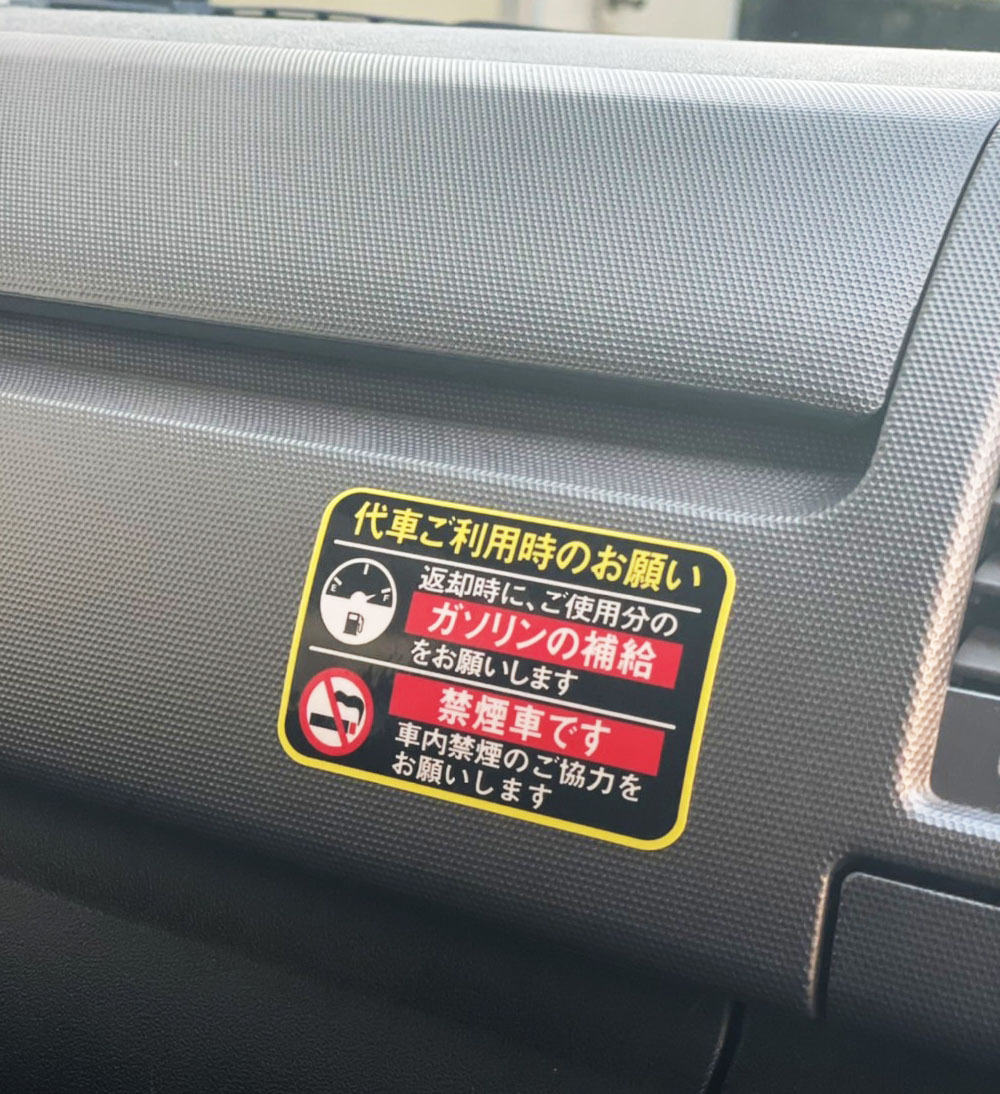 代車ご利用時のお願い
E
F
返却時に、ご使用分の
ガソリンの補給
をお願いします
禁煙車です
車内禁煙のご協力を
お願いします